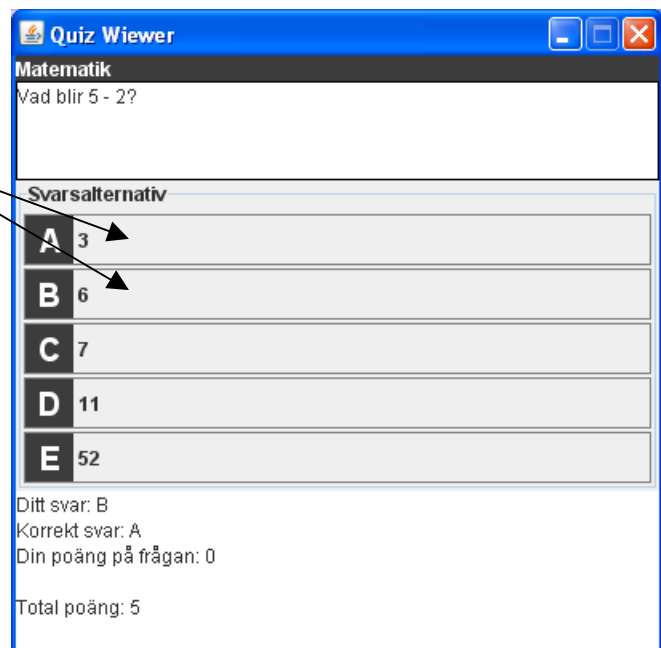 Quiz Wiewer
Matematik
Vad blir 5 - 2?
Svarsalternativ
A 3
B 6
C 7
D 11
E 52
Ditt svar: B
Korrekt svar: A
Din poäng på frågan: 0
Total poäng: 5